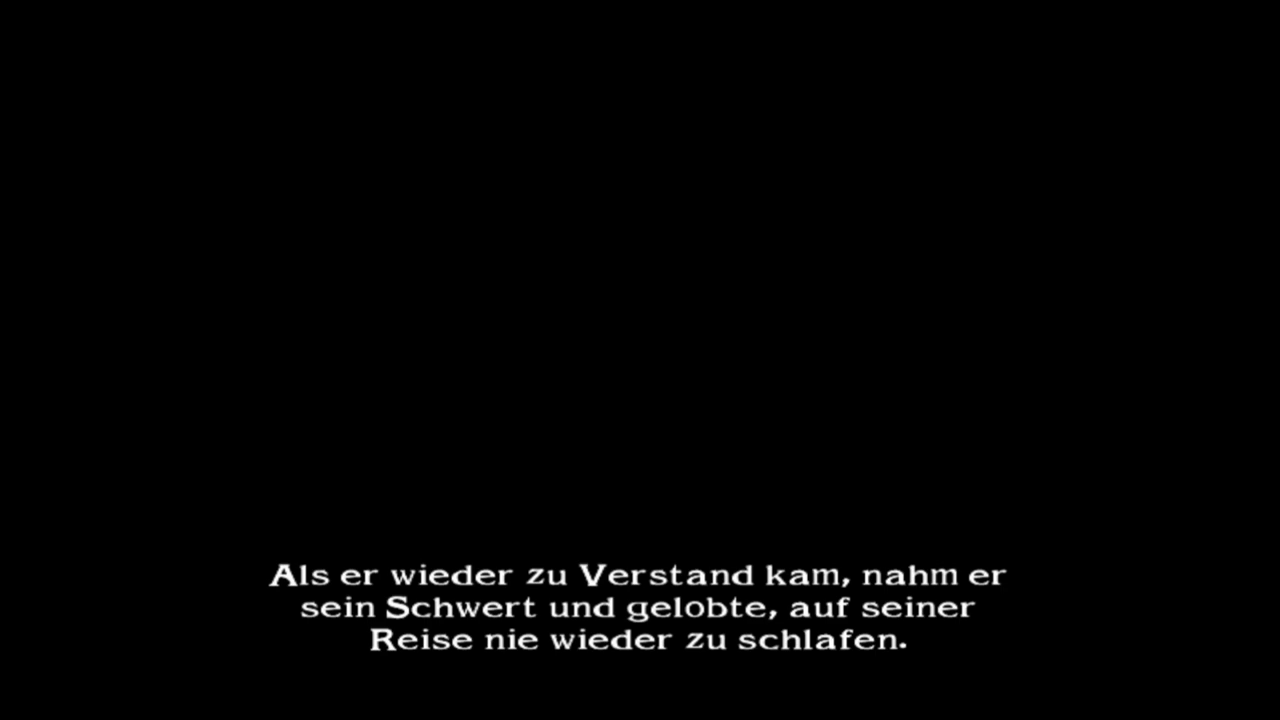 Als er wieder zu Verstand kam, nahm er
sein Schwert und gelobte, auf seiner
Reise nie wieder zu schlafen.